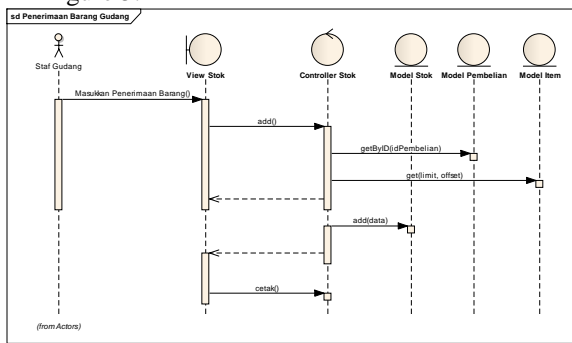 sd Penerimaan Barang Gudang
Staf Gudang
View Stok
Controller Stok
Model Stok
Model Pembelian
Model Item
Masukkan Penerimaan Barang()
add()
getByID(idPembelian)
get(limit, offset)
add(data)
cetak()
(from Actors)